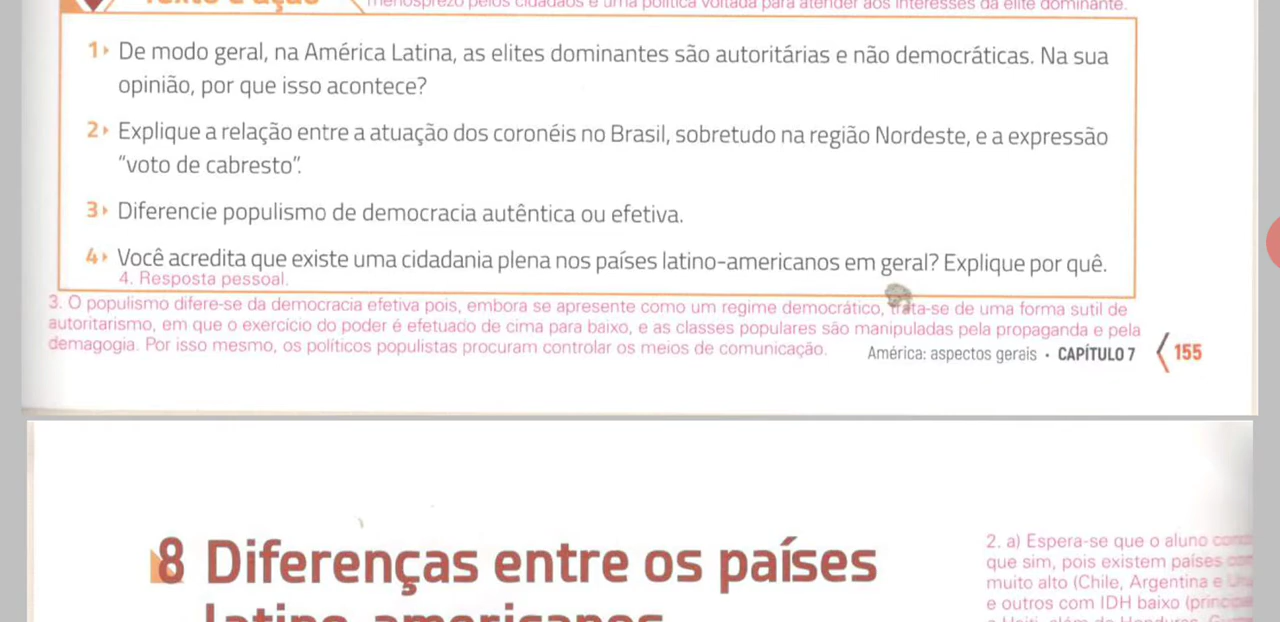 Texto e ação
menosprezo pelos cidadãos e uma política voltada para atender aos interesses da elite dominante.
1 De modo geral, na América Latina, as elites dominantes são autoritárias e não democráticas. Na sua
opinião, por que isso acontece?
2 Explique a relação entre a atuação dos coronéis no Brasil, sobretudo na região Nordeste, e a expressão
“voto de cabresto”.
3 Diferencie populismo de democracia autêntica ou efetiva.
4 Você acredita que existe uma cidadania plena nos países latino-americanos em geral? Explique por quê.
4. Resposta pessoal.
3. O populismo difere-se da democracia efetiva pois, embora se apresente como um regime democrático, trata-se de uma forma sutil de
autoritarismo, em que o exercício do poder é efetuado de cima para baixo, e as classes populares são manipuladas pela propaganda e pela
demagogia. Por isso mesmo, os políticos populistas procuram controlar os meios de comunicação.
América: aspectos gerais • CAPÍTULO 7 155
8 Diferenças entre os países
latino-americanos
2. a) Espera-se que o aluno
que sim, pois existem países
muito alto (Chile, Argentina e
e outros com IDH baixo